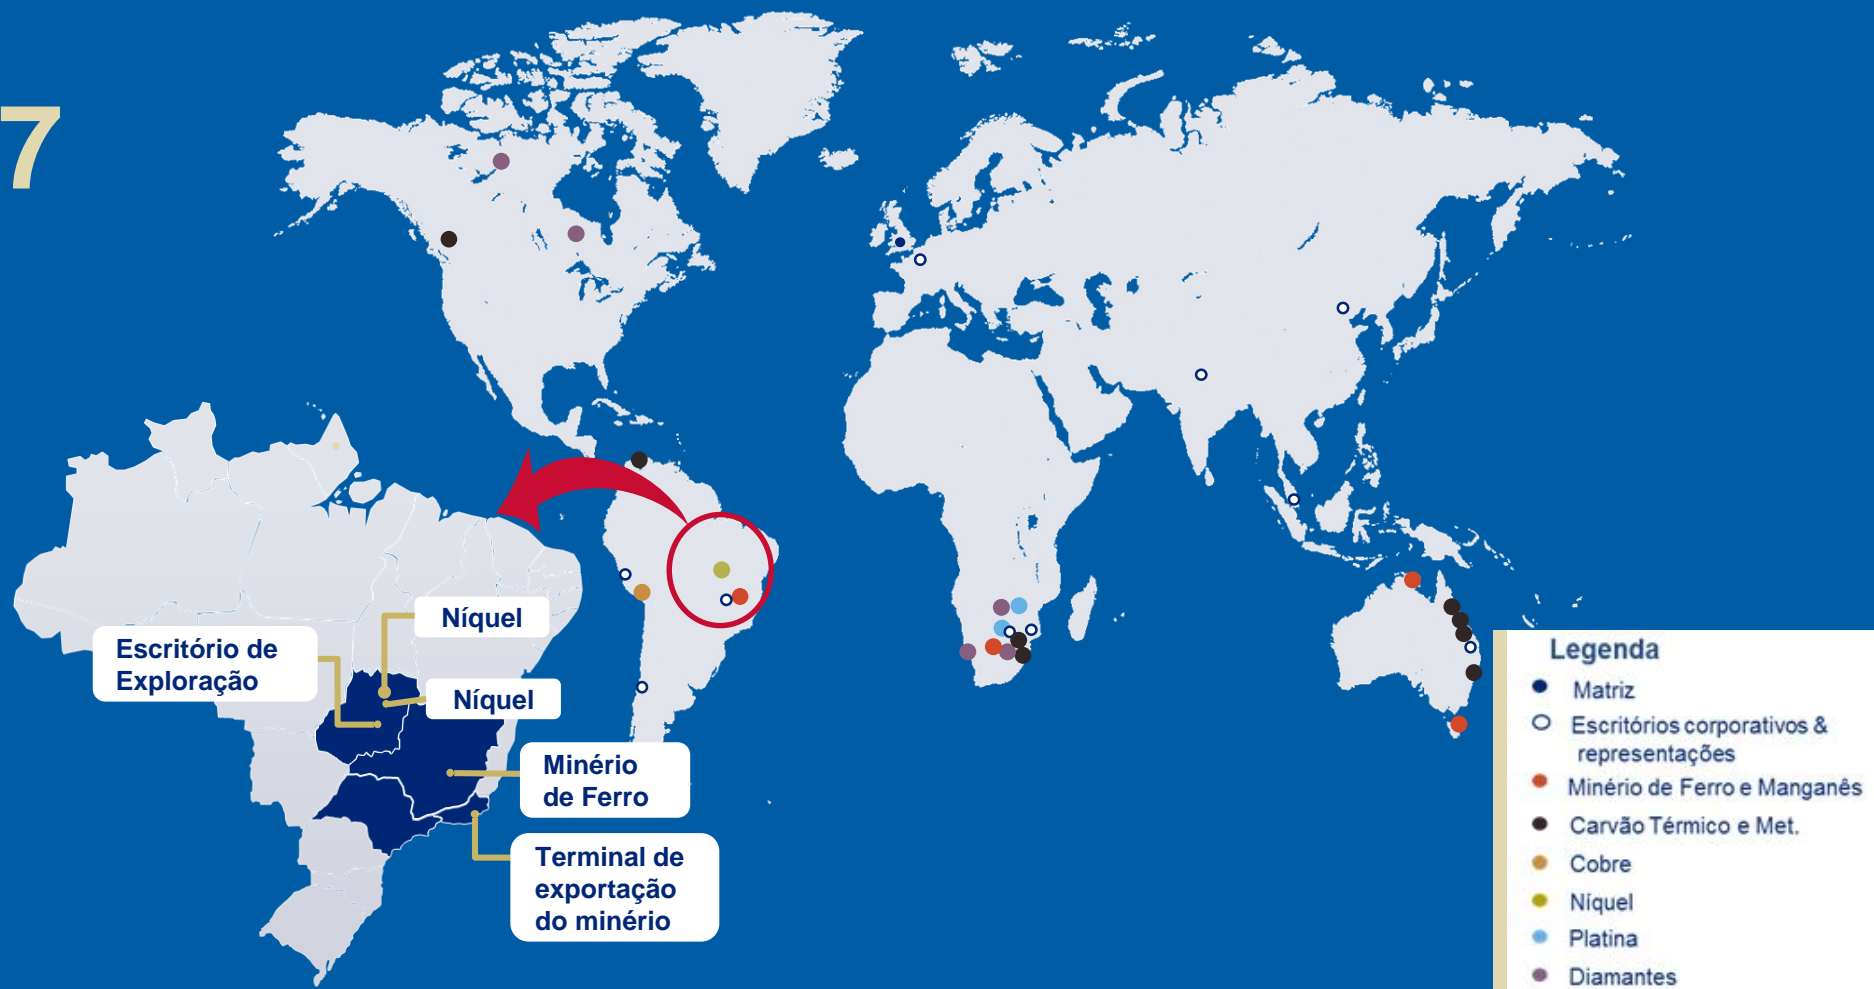 7
Níquel
Escritório de
Exploração
Níquel
Minério
de Ferro
Terminal de
exportação
do minério
Legenda
Matriz
Escritórios corporativos &
representações
Minério de Ferro e Manganês
Carvão Térmico e Met.
Cobre
Níquel
Platina
Diamantes